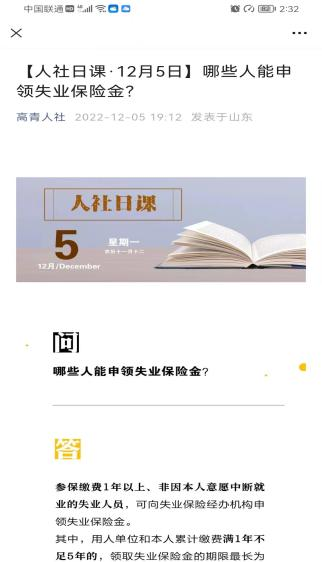 中国联通
2:32
【人社日课·12月5日】哪些人能申
领失业保险金？
高青人社 2022-12-05 19:12 发表于山东
人社日课
5
星期一
农历十一月十二
12月/December
问
哪些人能申领失业保险金？
答
参保缴费1年以上、非因本人意愿中断就
业的失业人员，可向失业保险经办机构申
领失业保险金。
其中，用人单位和本人累计缴费满1年不
足5年的，领取失业保险金的期限最长为